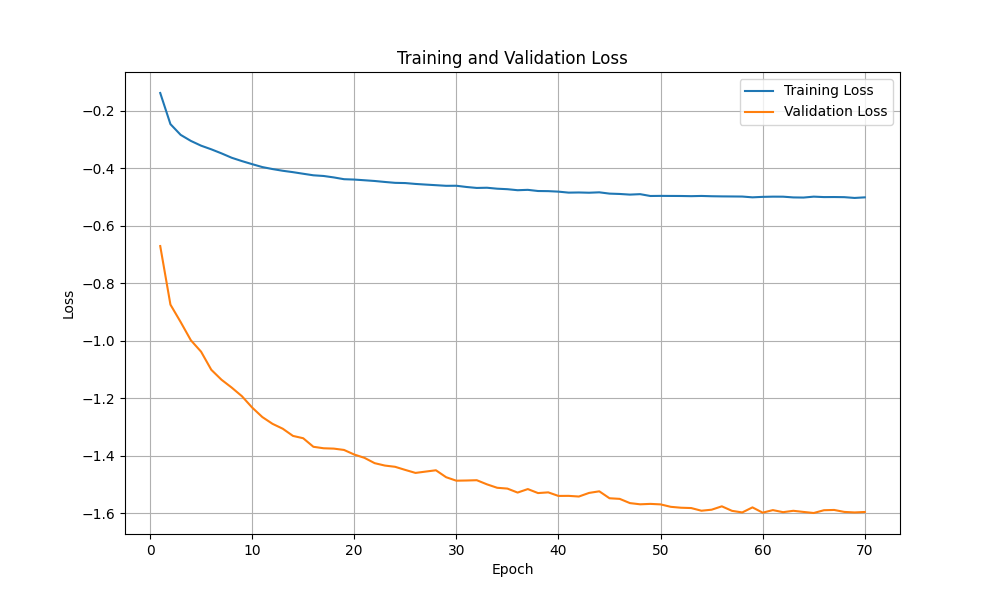 Training and Validation Loss
Training Loss
Validation Loss
Loss
−0.2
−0.4
−0.6
−0.8
−1.0
−1.2
−1.4
−1.6
0 10 20 30 40 50 60 70
Epoch